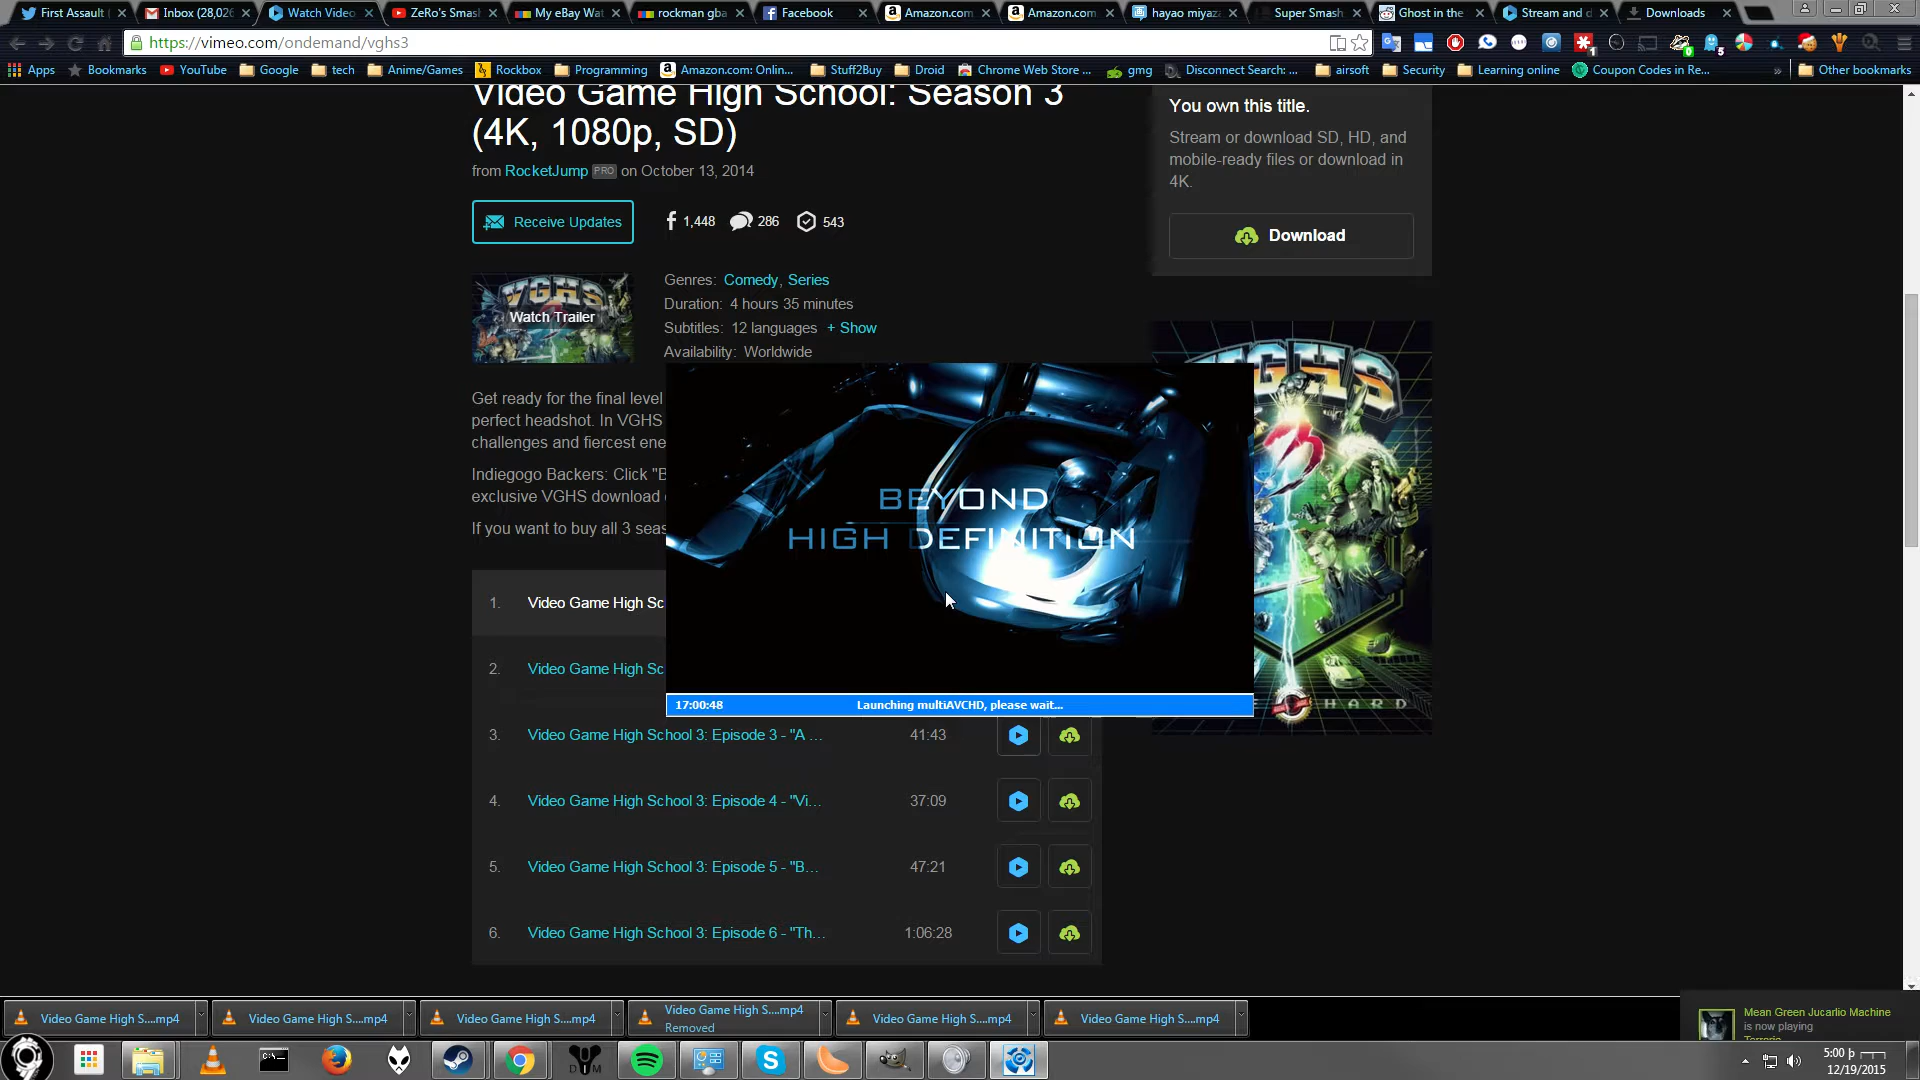 First Assault
Inbox (28,026
Watch Video
ZeRo's Smas
My eBay Wat
rockman gba
Facebook
Amazon.com
Amazon.com
hayao miyaz
Super Smash
Ghost in the
Stream and d
Downloads
https://vimeo.com/ondemand/vghs3
Apps
Bookmarks
YouTube
Google
tech
Anime/Games
Rockbox
Programming
Amazon.com: Onlin...
Stuff2Buy
Droid
Chrome Web Store ...
gmg
Disconnect Search: ...
airsoft
Security
Learning online
Coupon Codes in Re...
»
Other bookmarks
Video Game High School: Season 3
(4K, 1080p, SD)
from RocketJump PRO on October 13, 2014
Receive Updates
1,448
286
543
Watch Trailer
Genres: Comedy, Series
Duration: 4 hours 35 minutes
Subtitles: 12 languages + Show
Availability: Worldwide
You own this title.
Stream or download SD, HD, and
mobile-ready files or download in
4K.
Download
Get ready for the final level
perfect headshot. In VGHS
challenges and fiercest ene
Indiegogo Backers: Click "B
exclusive VGHS download
If you want to buy all 3 seas
BEYOND
HIGH DEFINITION
17:00:48 Launching multiAVCHD, please wait...
1. Video Game High Sc
2. Video Game High Sc
3. Video Game High School 3: Episode 3 - "A ... 41:43
4. Video Game High School 3: Episode 4 - "Vi... 37:09
5. Video Game High School 3: Episode 5 - "B... 47:21
6. Video Game High School 3: Episode 6 - "Th... 1:06:28
VGHS
3
HARD
Video Game High S....mp4
Video Game High S....mp4
Video Game High S....mp4
Video Game High S....mp4
Removed
Video Game High S....mp4
Video Game High S....mp4
Mean Green Jucarlio Machine
is now playing
Terraria
5:00 þ
12/19/2015